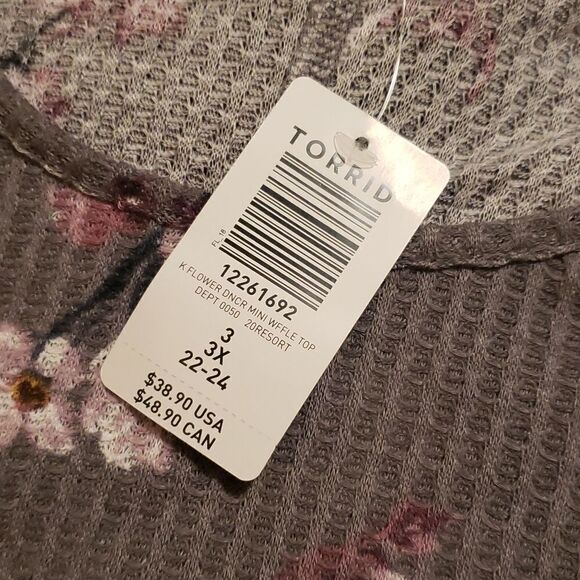 TORRID
FL 18
12261692
K FLOWER DNCR MINI WFFLE TOP
DEPT 0050 20RESORT
3
3X
22-24
$38.90 USA
$48.90 CAN